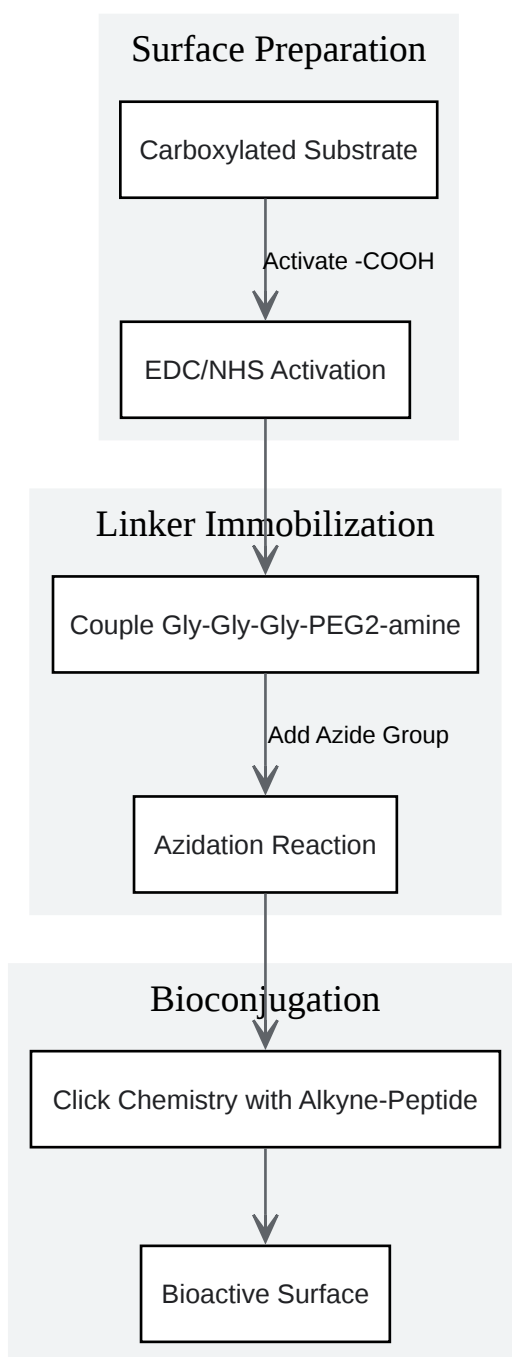 Surface Preparation
Carboxylated Substrate
Activate -COOH
EDC/NHS Activation
Linker Immobilization
Couple Gly-Gly-Gly-PEG2-amine
Add Azide Group
Azidation Reaction
Bioconjugation
Click Chemistry with Alkyne-Peptide
Bioactive Surface